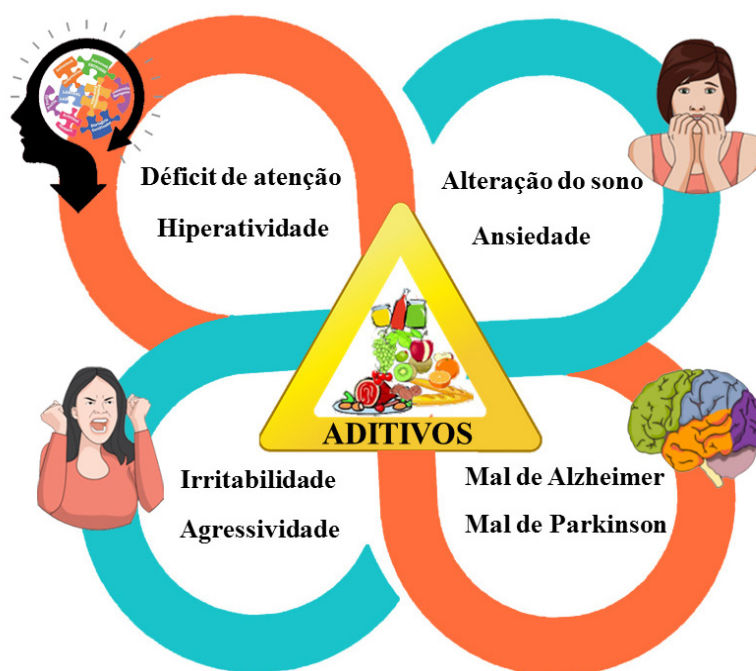 Déficit de atenção
Hiperatividade
Alteração do sono
Ansiedade
ADITIVOS
Irritabilidade
Agressividade
Mal de Alzheimer
Mal de Parkinson